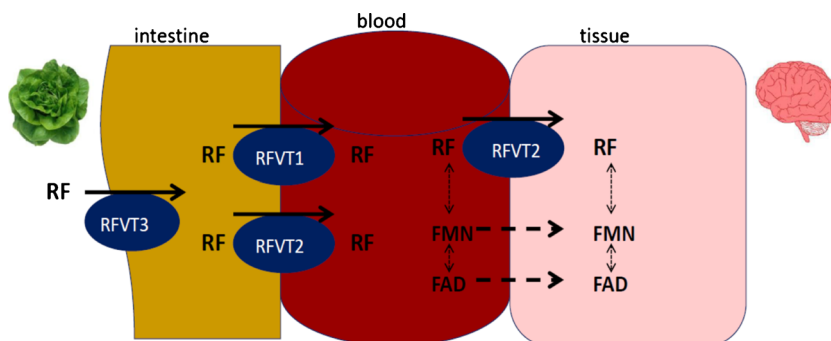 intestine blood tissue
RF RFVT1 RF RF RFVT2 RF
RF RFVT3
RF RFVT2 RF FMN FMN
FAD FAD